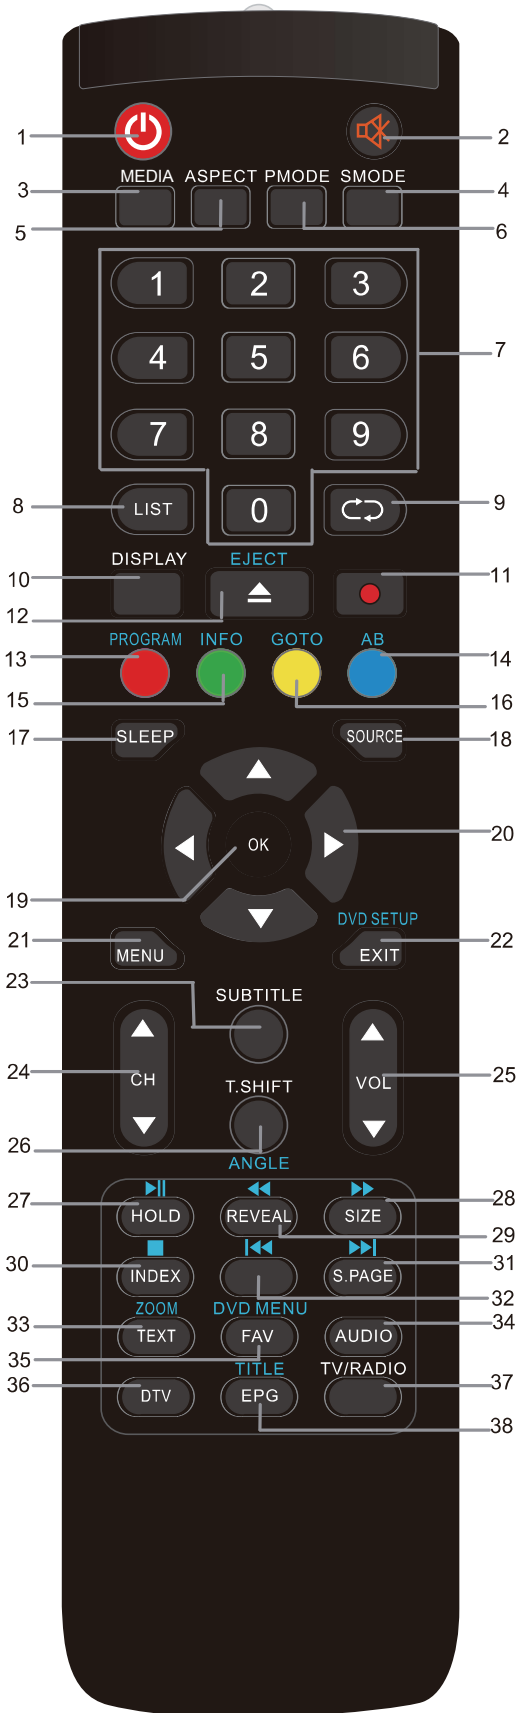 1 2
MEDIA ASPECT PMODE SMODE
3 4
5 6
1 2 3
4 5 6 7
7 8 9
8 LIST 0 9
DISPLAY EJECT
10 11
12
PROGRAM INFO GOTO AB
13 14
15 16
17 SLEEP SOURCE 18
20
OK
19
DVD SETUP
21 22
MENU EXIT
23
SUBTITLE
24 CH VOL 25
T.SHIFT
26
ANGLE
27 28
HOLD REVEAL SIZE
29
30 31
INDEX S.PAGE
32
ZOOM DVD MENU
33 34
TEXT FAV AUDIO
35
TITLE TV/RADIO
36 37
DTV EPG
38